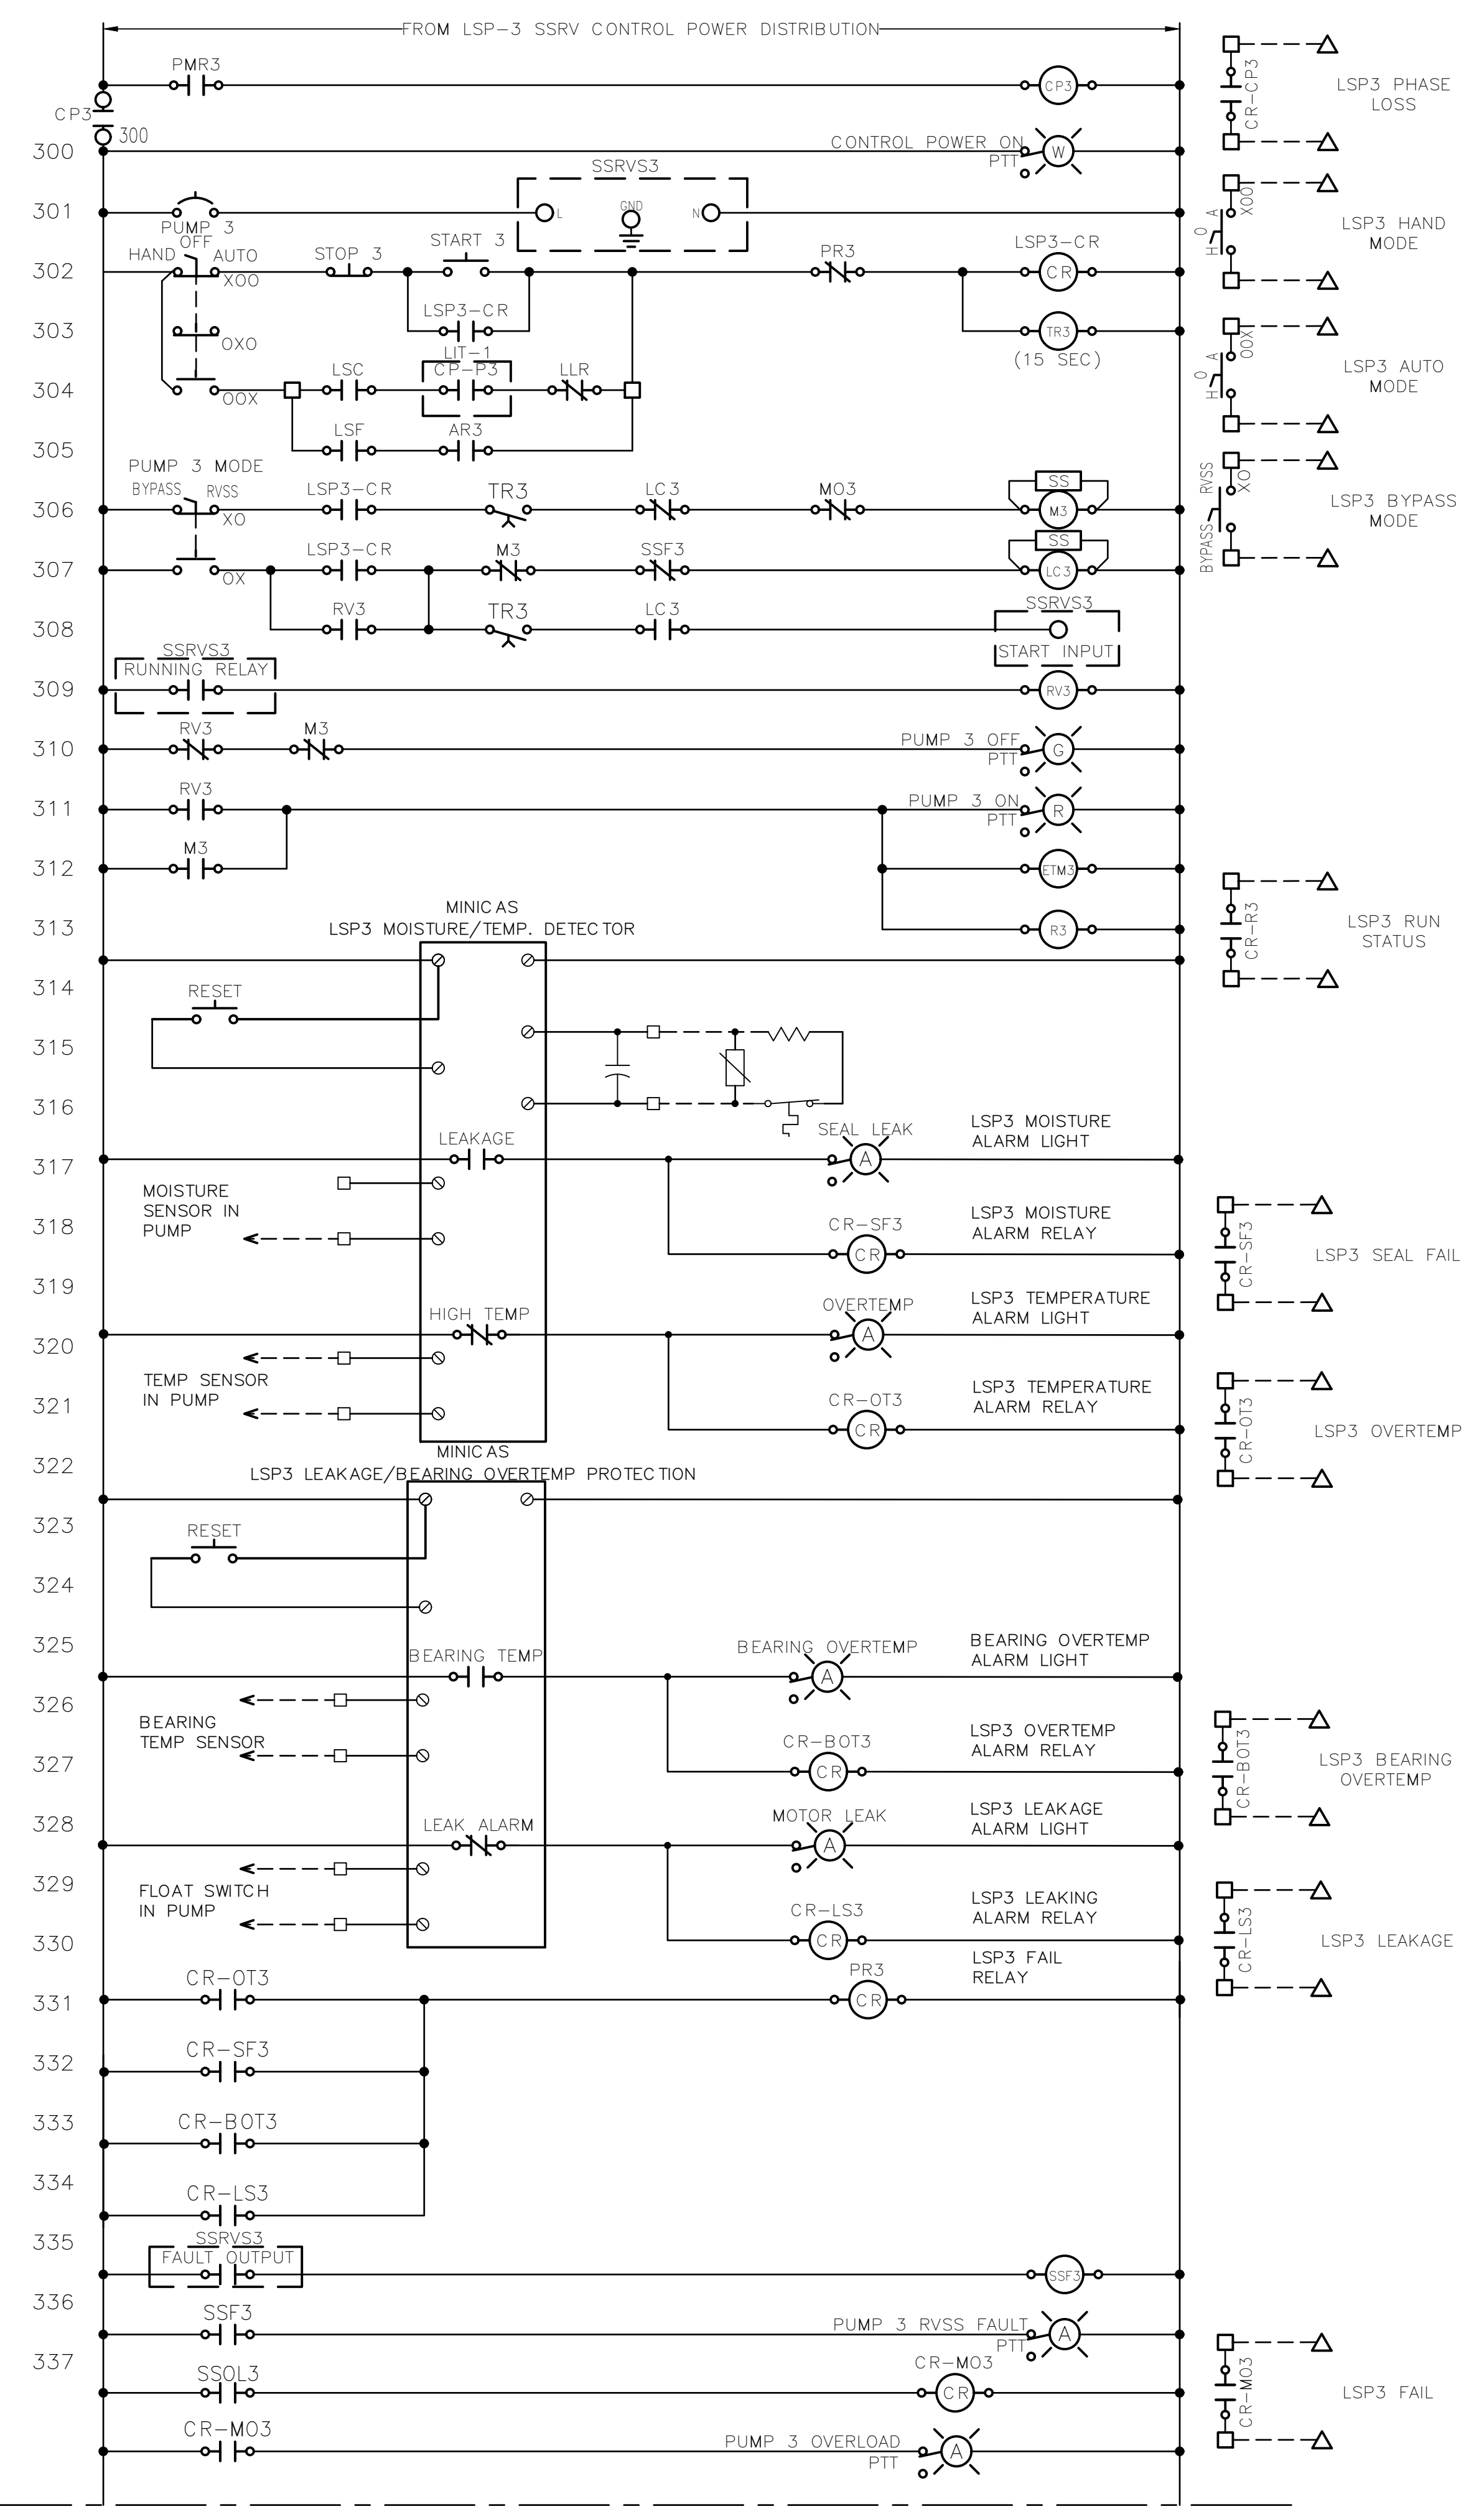 FROM LSP-3 SSRV CONTROL POWER DISTRIBUTION
PMR3
CP3
CR-CP3
LSP3 PHASE
LOSS
CP3
300
300
CONTROL POWER ON
PTT
W
SSRVS3
301
L
GND
N
PUMP 3
OFF
HAND
AUTO
X00
STOP 3
START 3
PR3
LSP3-CR
CR
302
H O A
X00
LSP3 HAND
MODE
303
OXO
LSP3-CR
TR3
(15 SEC)
LIT-1
304
OOX
LSC
CP-P3
LLR
H O A
OOX
LSP3 AUTO
MODE
305
LSF
AR3
PUMP 3 MODE
BYPASS
RVSS
306
XO
LSP3-CR
TR3
LC3
MO3
SS
M3
BYPASS RVSS
XO
LSP3 BYPASS
MODE
307
OX
LSP3-CR
M3
SSF3
SS
LC3
308
RV3
TR3
LC3
SSRVS3
START INPUT
309
SSRVS3
RUNNING RELAY
RV3
310
RV3
M3
PUMP 3 OFF
PTT
G
311
RV3
PUMP 3 ON
PTT
R
312
M3
ETM3
313
R3
CR-R3
LSP3 RUN
STATUS
MINICAS
LSP3 MOISTURE/TEMP. DETECTOR
314
RESET
315
316
317
LEAKAGE
SEAL LEAK
A
LSP3 MOISTURE
ALARM LIGHT
MOISTURE
SENSOR IN
PUMP
318
CR-SF3
CR
LSP3 MOISTURE
ALARM RELAY
CR-SF3
LSP3 SEAL FAIL
319
HIGH TEMP
OVERTEMP
A
LSP3 TEMPERATURE
ALARM LIGHT
320
TEMP SENSOR
IN PUMP
321
CR-OT3
CR
LSP3 TEMPERATURE
ALARM RELAY
CR-OT3
LSP3 OVERTEMP
322
MINICAS
LSP3 LEAKAGE/BEARING OVERTEMP PROTECTION
323
RESET
324
325
BEARING TEMP
BEARING OVERTEMP
A
BEARING OVERTEMP
ALARM LIGHT
326
BEARING
TEMP SENSOR
327
CR-BOT3
CR
LSP3 OVERTEMP
ALARM RELAY
CR-BOT3
LSP3 BEARING
OVERTEMP
328
LEAK ALARM
MOTOR LEAK
A
LSP3 LEAKAGE
ALARM LIGHT
329
FLOAT SWITCH
IN PUMP
CR-LS3
CR
LSP3 LEAKING
ALARM RELAY
CR-LS3
LSP3 LEAKAGE
330
331
CR-OT3
PR3
CR
LSP3 FAIL
RELAY
332
CR-SF3
333
CR-BOT3
334
CR-LS3
335
SSRVS3
FAULT OUTPUT
SSF3
336
SSF3
PUMP 3 RVSS FAULT
PTT
A
337
SSOL3
CR-MO3
CR
CR-MO3
LSP3 FAIL
CR-MO3
PUMP 3 OVERLOAD
PTT
A